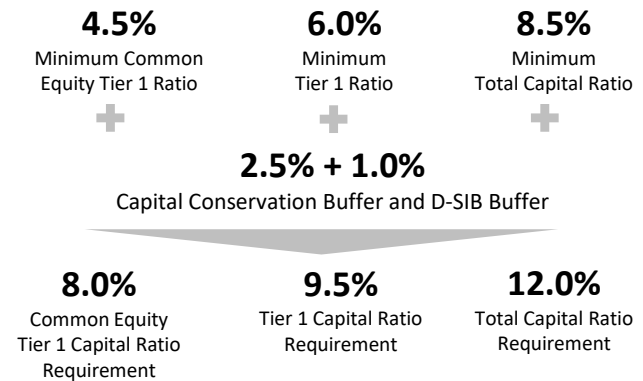 4.5%
Minimum Common
Equity Tier 1 Ratio
6.0%
Minimum
Tier 1 Ratio
8.5%
Minimum
Total Capital Ratio
2.5% + 1.0%
Capital Conservation Buffer and D-SIB Buffer
8.0%
Common Equity
Tier 1 Capital Ratio
Requirement
9.5%
Tier 1 Capital Ratio
Requirement
12.0%
Total Capital Ratio
Requirement